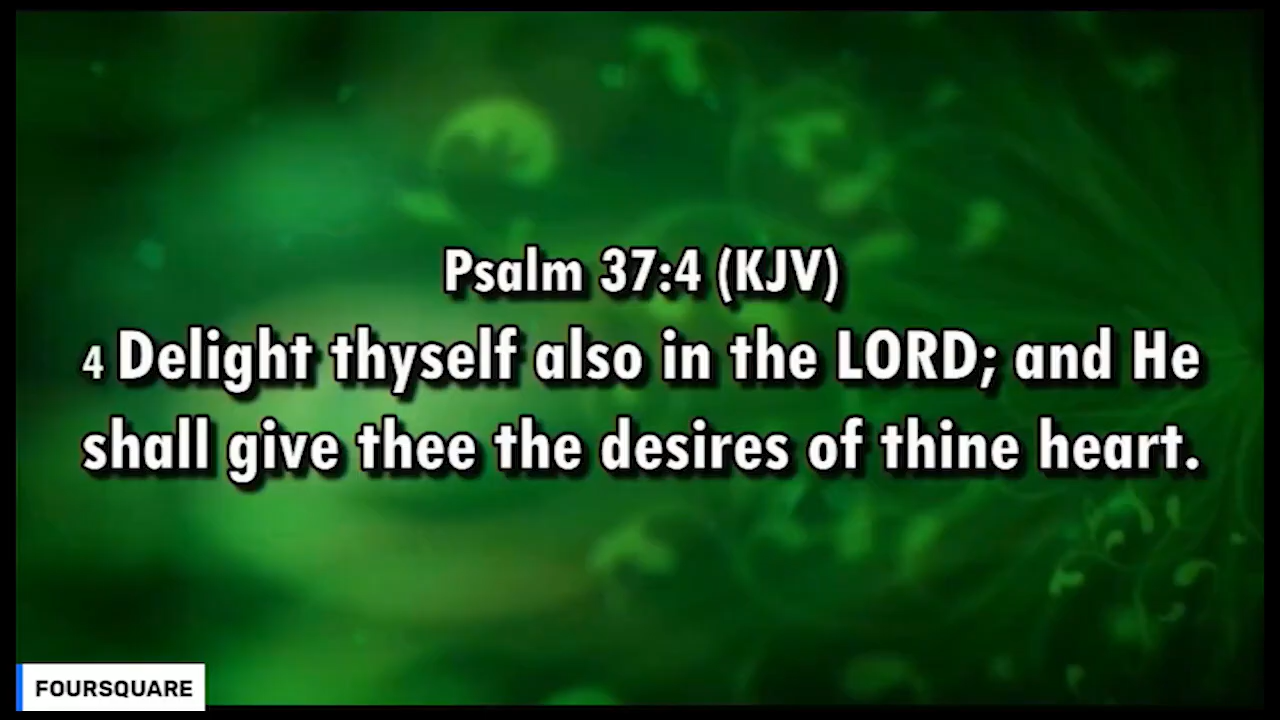 Psalm 37:4 (KJV)
4 Delight thyself also in the LORD; and He
shall give thee the desires of thine heart.
FOURSQUARE